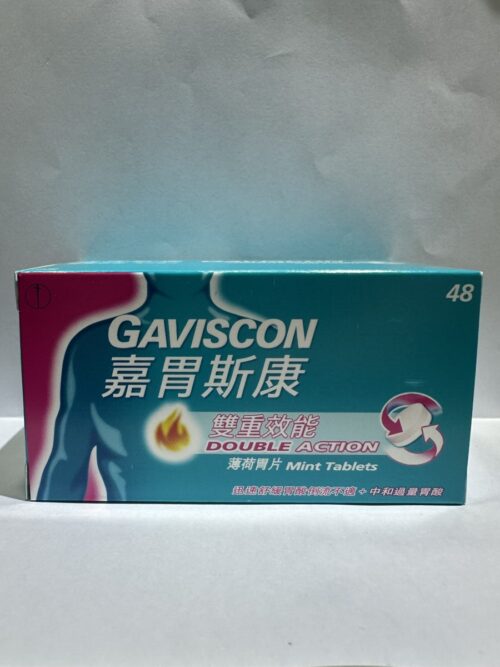 48
GAVISCON
嘉胃斯康
雙重效能
DOUBLE ACTION
薄荷胃片 Mint Tablets
迅速舒緩胃酸倒流不適 + 中和過量胃酸